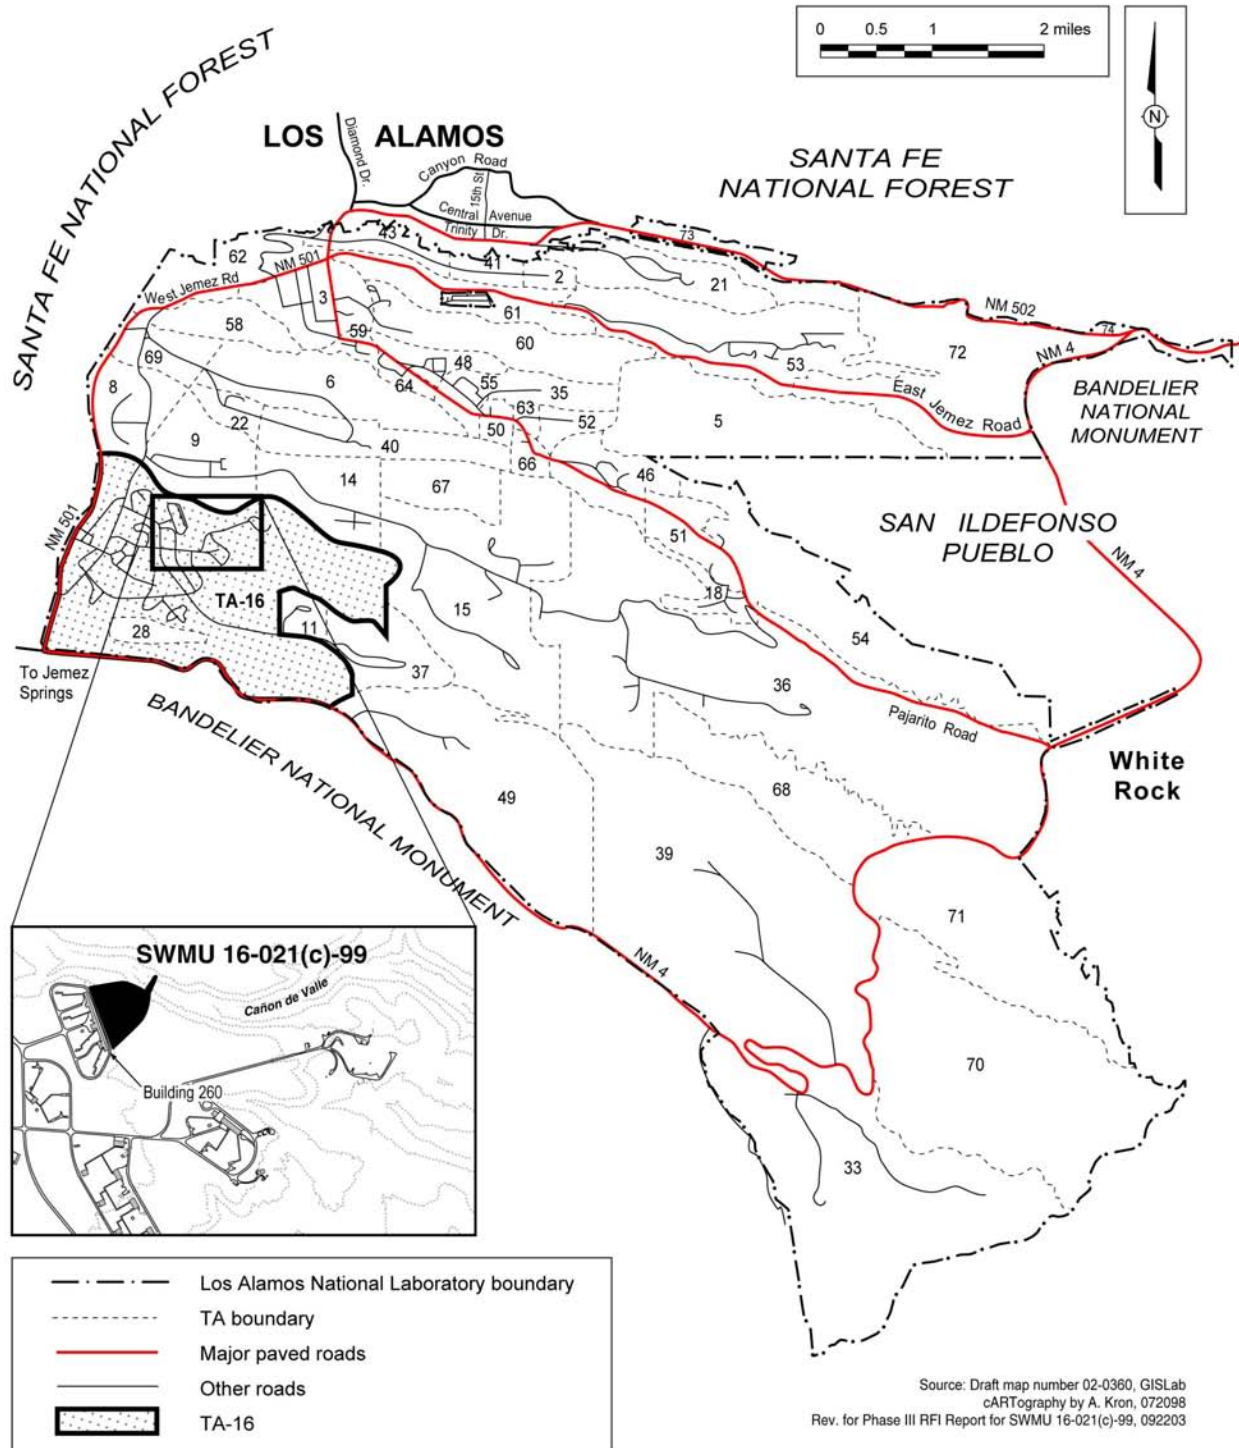 0 0.5 1 2 miles
N
SANTA FE NATIONAL FOREST
LOS ALAMOS
Diamond Dr.
Canyon Road
15th St
Central Avenue
Trinity Dr.
SANTA FE
NATIONAL FOREST
73
43
62
NM 501
41
2
21
West Jemez Rd
3
NM 502
74
61
58
59
60
72
NM 4
69
48
53
8
6
64
55
35
East Jemez Road
BANDELIER
NATIONAL
MONUMENT
22
63
52
5
9
50
40
66
46
14
67
NM 501
SAN ILDEFONSO
PUEBLO
51
NM 4
TA-16
18
15
28
11
54
37
To Jemez
Springs
36
Pajarito Road
BANDELIER NATIONAL MONUMENT
White
Rock
49
68
39
71
NM 4
70
33
SWMU 16-021(c)-99
Cañon de Valle
Building 260
Los Alamos National Laboratory boundary
TA boundary
Major paved roads
Other roads
TA-16
Source: Draft map number 02-0360, GISLab
cARTography by A. Kron, 072098
Rev. for Phase III RFI Report for SWMU 16-021(c)-99, 092203